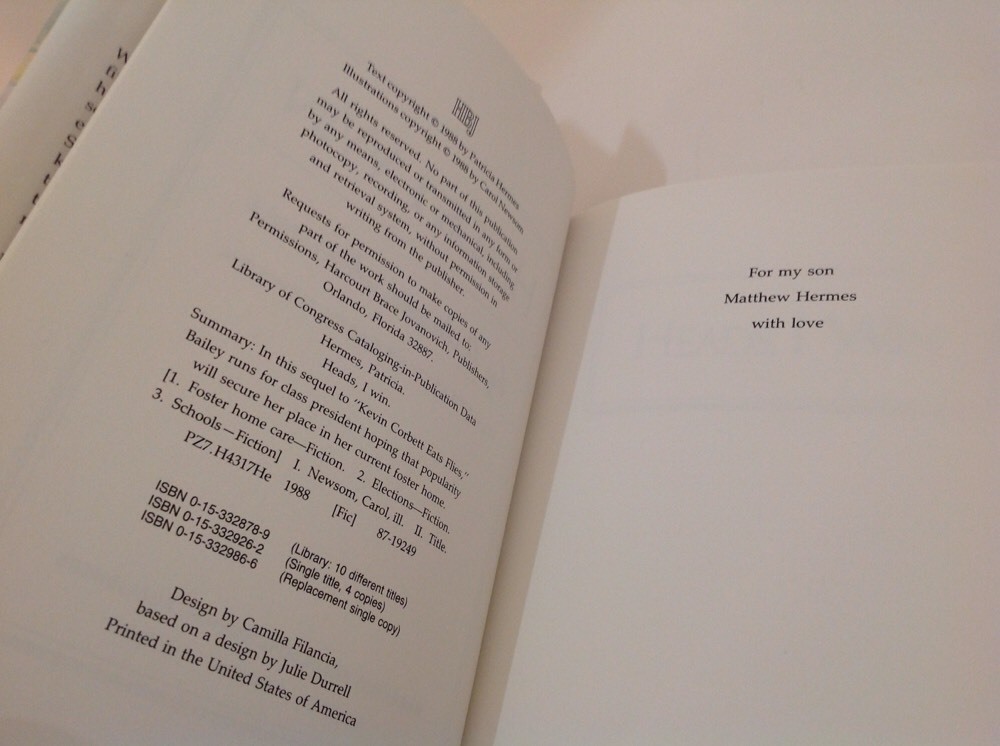 HBJ
Text copyright © 1988 by Patricia Hermes
Illustrations copyright © 1988 by Carol Newsom
All rights reserved. No part of this publication
may be reproduced or transmitted in any form or
by any means, electronic or mechanical, including
photocopy, recording, or any information storage
and retrieval system, without permission in
writing from the publisher.
Requests for permission to make copies of any
part of the work should be mailed to:
Permissions, Harcourt Brace Jovanovich, Publishers,
Orlando, Florida 32887.
Library of Congress Cataloging-in-Publication Data
Hermes, Patricia.
Heads, I win.
Summary: In this sequel to "Kevin Corbett Eats Flies,"
Bailey runs for class president hoping that popularity
will secure her place in her current foster home.
[1. Foster home care—Fiction. 2. Elections—Fiction.
3. Schools—Fiction] I. Newsom, Carol, ill. II. Title.
PZ7.H4317He 1988 [Fic] 87-19249
ISBN 0-15-332878-9 (Library: 10 different titles)
ISBN 0-15-332926-2 (Single title, 4 copies)
ISBN 0-15-332986-6 (Replacement single copy)
Design by Camilla Filancia,
based on a design by Julie Durrell
Printed in the United States of America
For my son
Matthew Hermes
with love